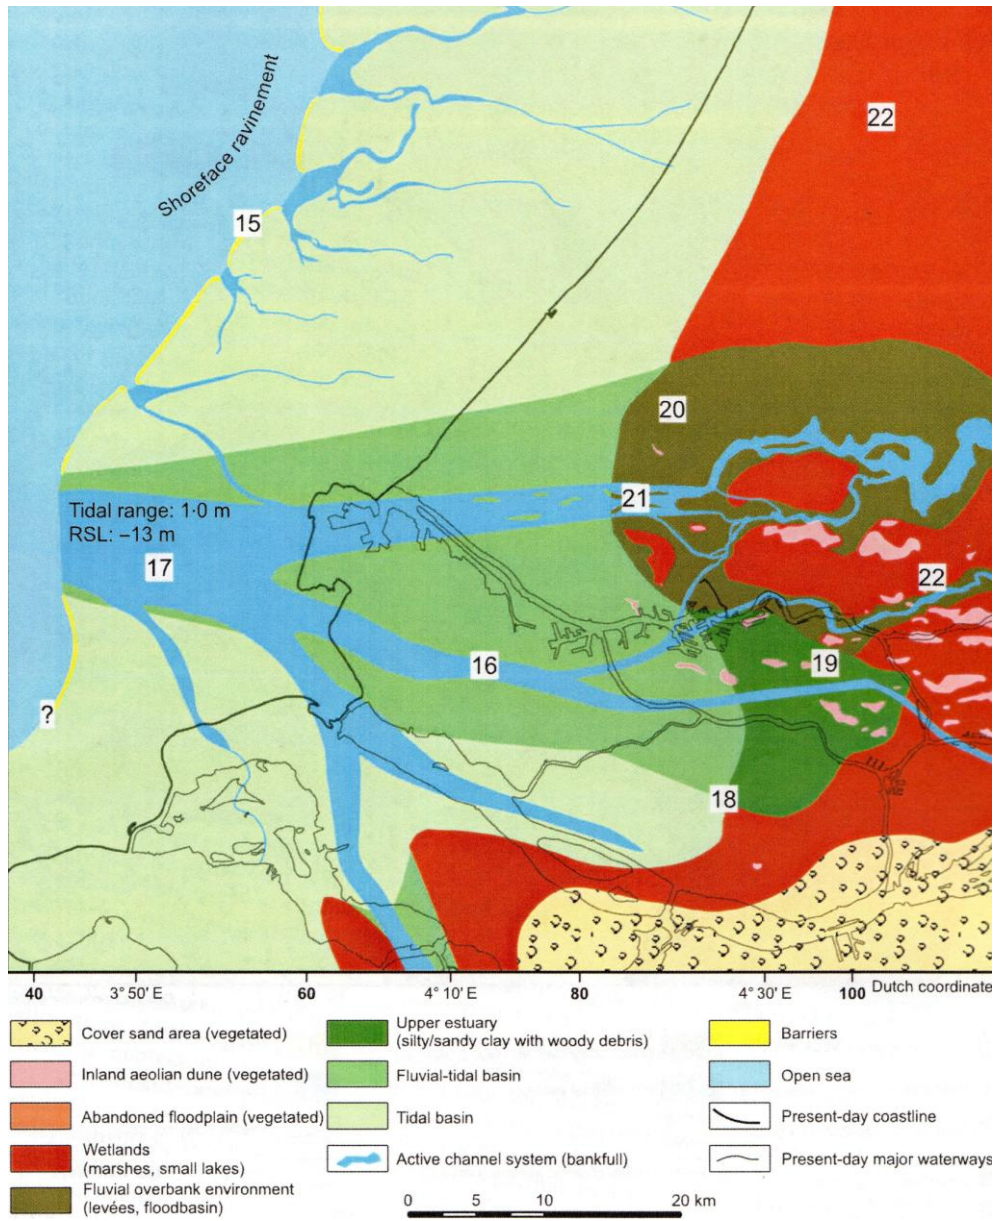 Shoreface ravinement
22
15
20
21
Tidal range: 1·0 m
RSL: –13 m
17
22
16
19
?
18
40
3° 50' E
60
4° 10' E
80
4° 30' E
100
Dutch coordinate
Cover sand area (vegetated)
Inland aeolian dune (vegetated)
Abandoned floodplain (vegetated)
Wetlands
(marshes, small lakes)
Fluvial overbank environment
(levées, floodbasin)
Upper estuary
(silty/sandy clay with woody debris)
Fluvial-tidal basin
Tidal basin
Active channel system (bankfull)
Barriers
Open sea
Present-day coastline
Present-day major waterways
0 5 10 20 km